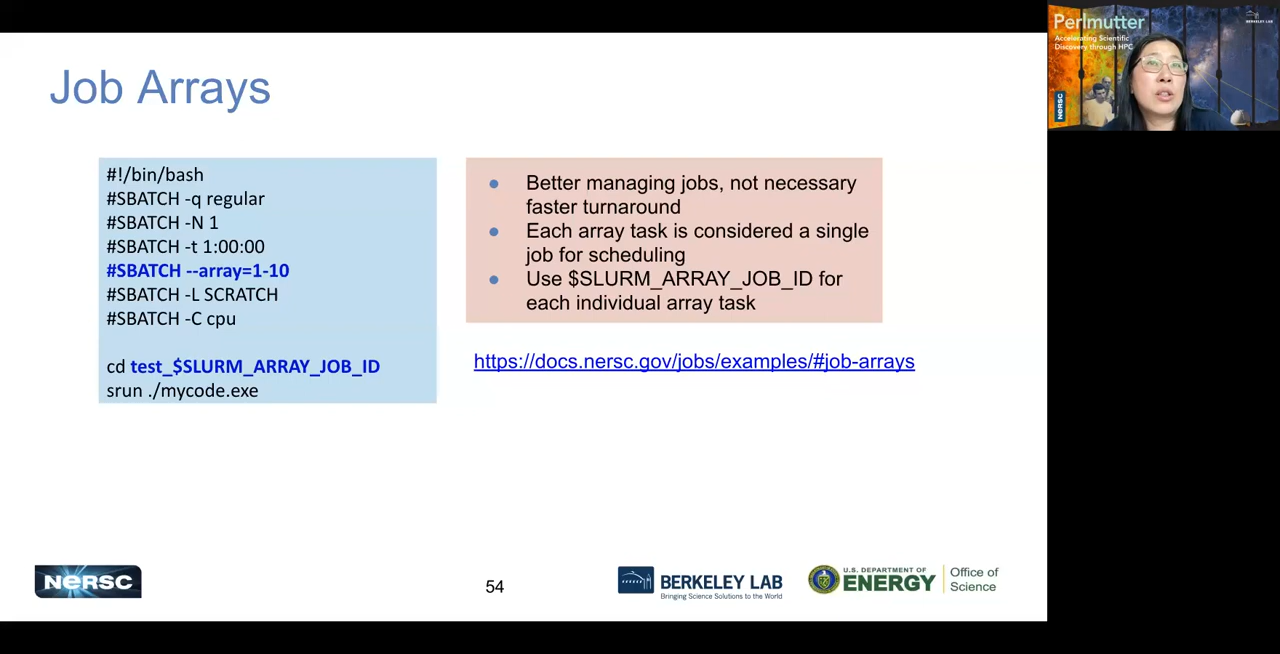 Job Arrays
#!/bin/bash
#SBATCH -q regular
#SBATCH -N 1
#SBATCH -t 1:00:00
#SBATCH --array=1-10
#SBATCH -L SCRATCH
#SBATCH -C cpu
cd test_$SLURM_ARRAY_JOB_ID
srun ./mycode.exe
● Better managing jobs, not necessary
faster turnaround
● Each array task is considered a single
job for scheduling
● Use $SLURM_ARRAY_JOB_ID for
each individual array task
https://docs.nersc.gov/jobs/examples/#job-arrays
NERSC
54
BERKELEY LAB
Bringing Science Solutions to the World
U.S. DEPARTMENT OF
ENERGY
Office of
Science
Perlmutter
Accelerating Scientific
Discovery through HPC
BERKELEY LAB
NERSC